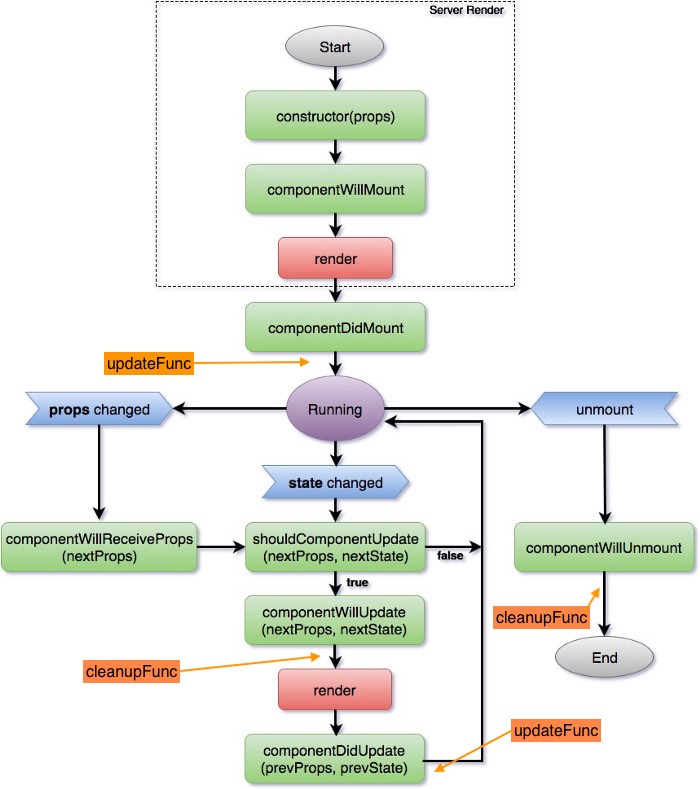 Server Render
Start
constructor(props)
componentWillMount
render
componentDidMount
updateFunc
props changed
Running
unmount
state changed
componentWillReceiveProps
(nextProps)
shouldComponentUpdate
(nextProps, nextState)
false
componentWillUnmount
true
componentWillUpdate
(nextProps, nextState)
cleanupFunc
cleanupFunc
End
render
updateFunc
componentDidUpdate
(prevProps, prevState)